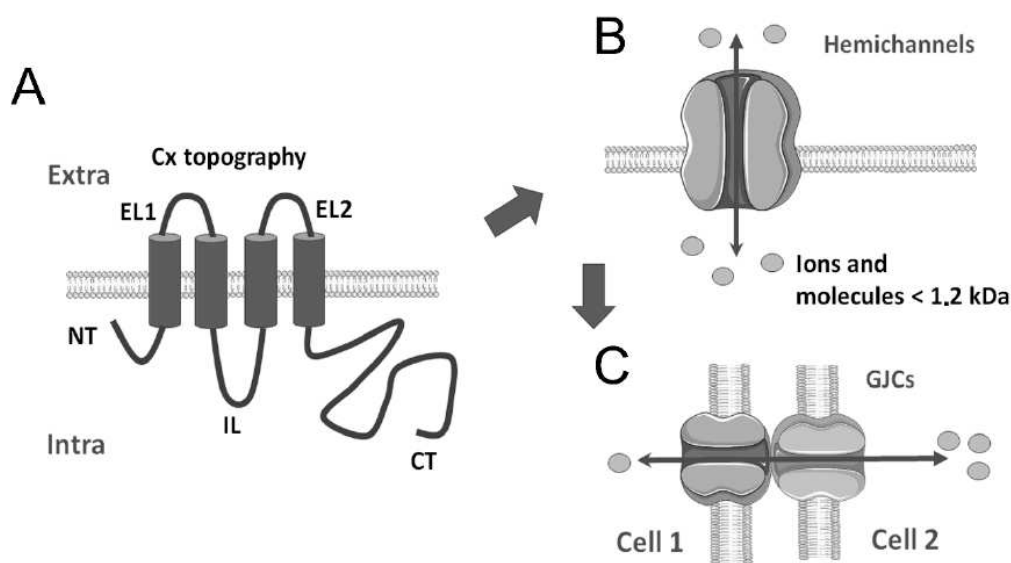 A
Cx topography
Extra
EL1
EL2
NT
IL
Intra
CT
B
Hemichannels
Ions and
molecules < 1.2 kDa
C
GJCs
Cell 1
Cell 2